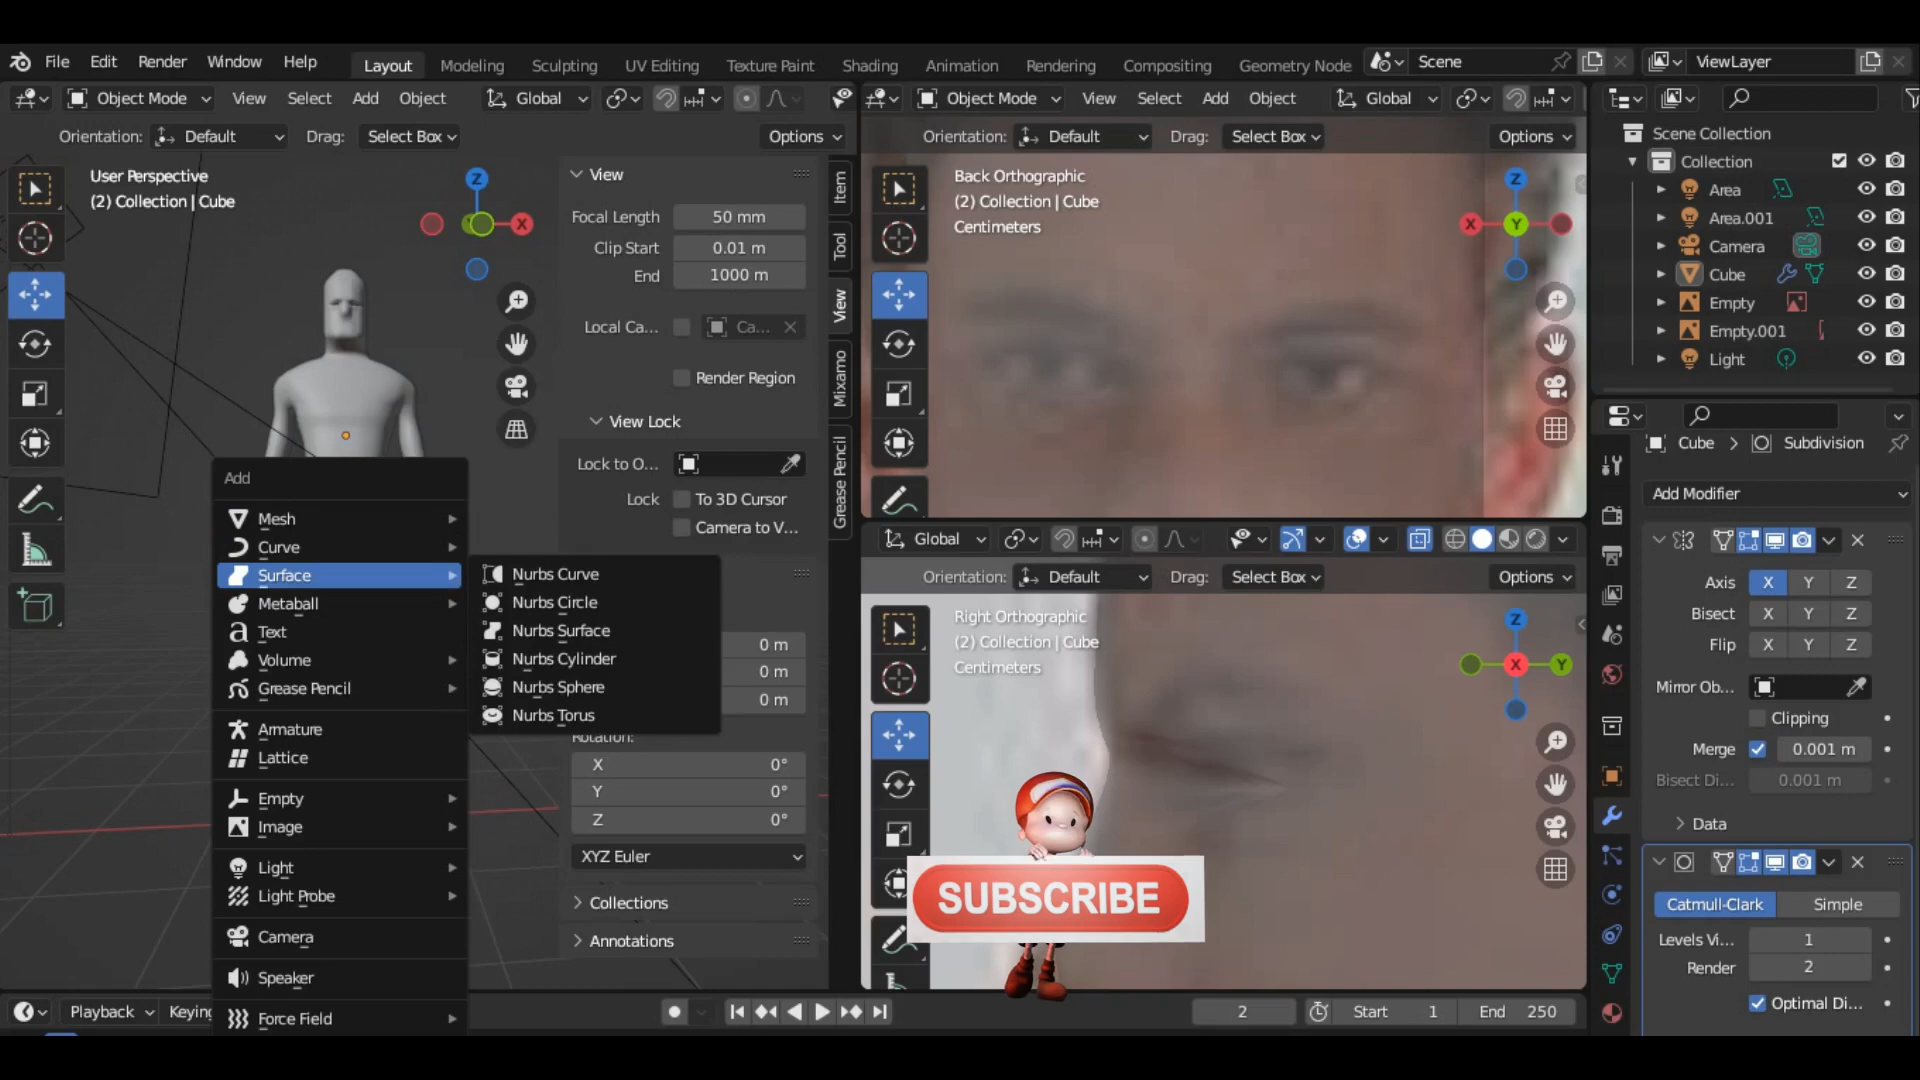 File Edit Render Window Help Layout Modeling Sculpting UV Editing Texture Paint Shading Animation Rendering Compositing Geometry Node Scene ViewLayer
Object Mode View Select Add Object Global
Object Mode View Select Add Object Global
Orientation: Default Drag: Select Box Options
Orientation: Default Drag: Select Box Options
User Perspective
(2) Collection | Cube
Z
X
View
Focal Length 50 mm
Clip Start 0.01 m
End 1000 m
Local Ca... Ca...
Render Region
View Lock
Lock to O...
Lock To 3D Cursor
Camera to V...
0 m
0 m
0 m
Rotation:
X 0°
Y 0°
Z 0°
XYZ Euler
Collections
Annotations
Item
Tool
View
Mixamo
Grease Pencil
Add
Mesh
Curve
Surface
Metaball
Text
Volume
Grease Pencil
Armature
Lattice
Empty
Image
Light
Light Probe
Camera
Speaker
Force Field
Nurbs Curve
Nurbs Circle
Nurbs Surface
Nurbs Cylinder
Nurbs Sphere
Nurbs Torus
Back Orthographic
(2) Collection | Cube
Centimeters
Z
X Y
Global
Orientation: Default Drag: Select Box Options
Right Orthographic
(2) Collection | Cube
Centimeters
Z
X Y
SUBSCRIBE
Scene Collection
Collection
Area
Area.001
Camera
Cube
Empty
Empty.001
Light
Cube > Subdivision
Add Modifier
Axis X Y Z
Bisect X Y Z
Flip X Y Z
Mirror Ob...
Clipping
Merge 0.001 m
Bisect Di... 0.001 m
Data
Catmull-Clark Simple
Levels Vi... 1
Render 2
Optimal Di...
Playback Keying 2 Start 1 End 250